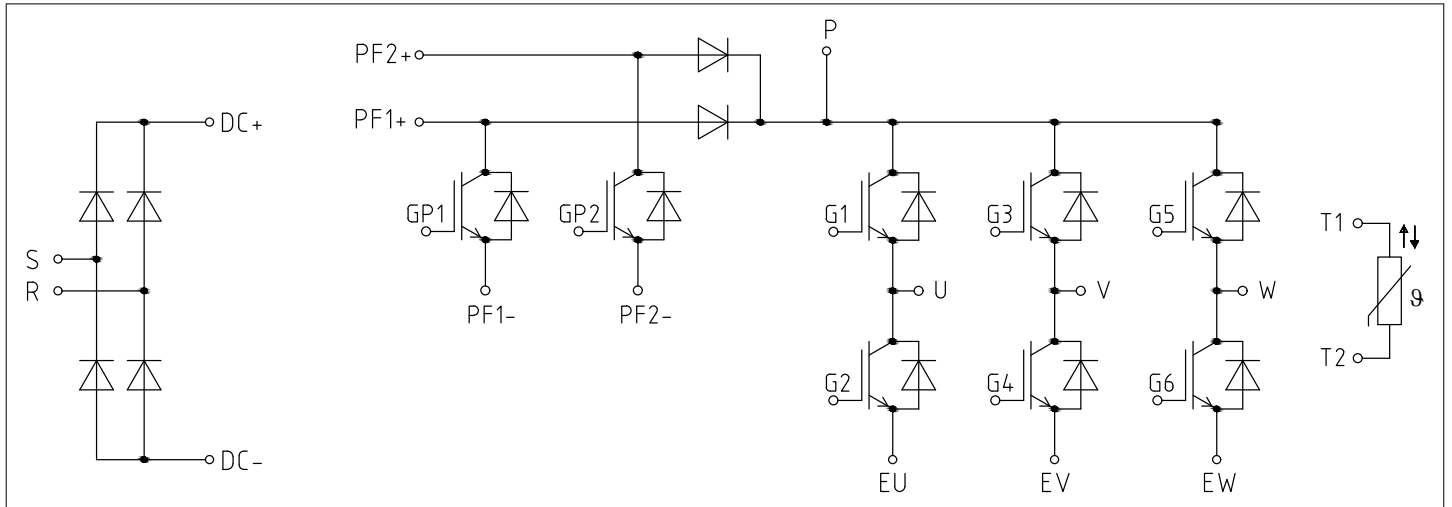 P
PF2+
PF1+
DC+
GP1
GP2
G1
G3
G5
T1
S
R
U
V
W
ϑ
PF1-
PF2-
T2
G2
G4
G6
DC-
EU
EV
EW